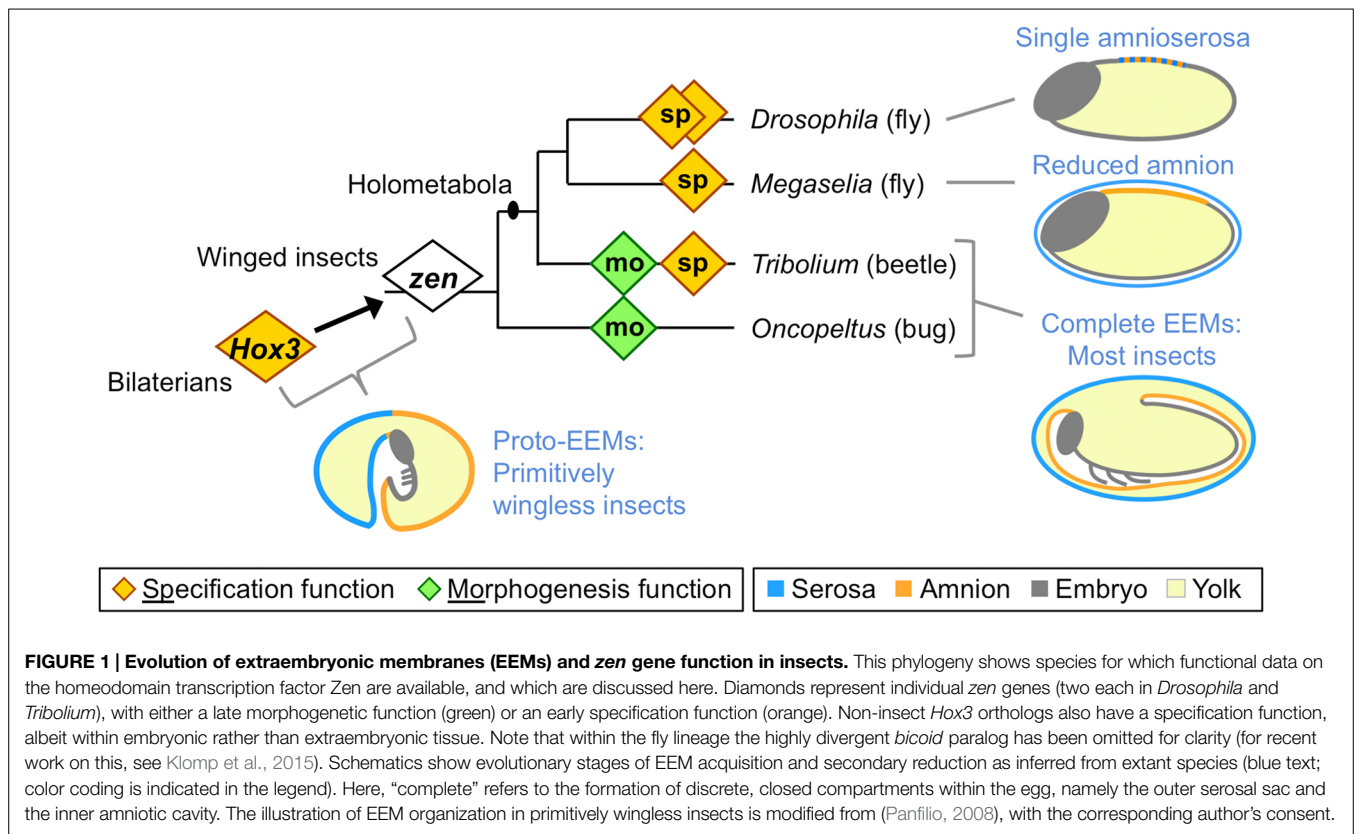 Single amnioserosa
sp
Drosophila (fly)
Reduced amnion
Holometabola
sp
Megaselia (fly)
Winged insects
zen
mo
sp
Tribolium (beetle)
Hox3
mo
Oncopeltus (bug)
Complete EEMs:
Most insects
Bilaterians
Proto-EEMs:
Primitively
wingless insects
Specification function
Morphogenesis function
Serosa
Amnion
Embryo
Yolk
FIGURE 1 | Evolution of extraembryonic membranes (EEMs) and zen gene function in insects. This phylogeny shows species for which functional data on
the homeodomain transcription factor Zen are available, and which are discussed here. Diamonds represent individual zen genes (two each in Drosophila and
Tribolium), with either a late morphogenetic function (green) or an early specification function (orange). Non-insect Hox3 orthologs also have a specification function,
albeit within embryonic rather than extraembryonic tissue. Note that within the fly lineage the highly divergent bicoid paralog has been omitted for clarity (for recent
work on this, see Klomp et al., 2015). Schematics show evolutionary stages of EEM acquisition and secondary reduction as inferred from extant species (blue text;
color coding is indicated in the legend). Here, “complete” refers to the formation of discrete, closed compartments within the egg, namely the outer serosal sac and
the inner amniotic cavity. The illustration of EEM organization in primitively wingless insects is modified from (Panfilio, 2008), with the corresponding author’s consent.